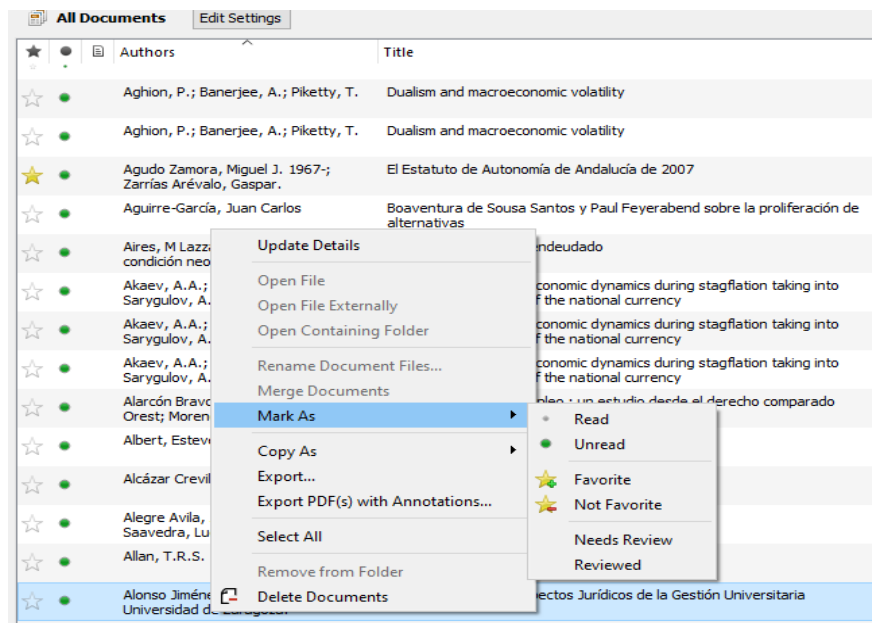 All Documents Edit Settings
Authors Title
Aghion, P.; Banerjee, A.; Piketty, T. Dualism and macroeconomic volatility
Aghion, P.; Banerjee, A.; Piketty, T. Dualism and macroeconomic volatility
Agudo Zamora, Miguel J. 1967-; El Estatuto de Autonomía de Andalucía de 2007
Zarrías Arévalo, Gaspar.
Aguirre-García, Juan Carlos Boaventura de Sousa Santos y Paul Feyerabend sobre la proliferación de
alternativas
Aires, M Lazz
condición neo
endeudado
Akaev, A.A.; conomic dynamics during stagflation taking into
Sarygulov, A. f the national currency
Akaev, A.A.; conomic dynamics during stagflation taking into
Sarygulov, A. f the national currency
Akaev, A.A.; conomic dynamics during stagflation taking into
Sarygulov, A. f the national currency
Alarcón Bravo un estudio desde el derecho comparado
Orest; Moren
Albert, Estev
Alcázar Crevil
Alegre Avila,
Saavedra, Lu
Allan, T.R.S.
Alonso Jiméne ectos Jurídicos de la Gestión Universitaria
Universidad de Zaragoza.
Update Details
Open File
Open File Externally
Open Containing Folder
Rename Document Files...
Merge Documents
Mark As
Copy As
Export...
Export PDF(s) with Annotations...
Select All
Remove from Folder
Delete Documents
Read
Unread
Favorite
Not Favorite
Needs Review
Reviewed